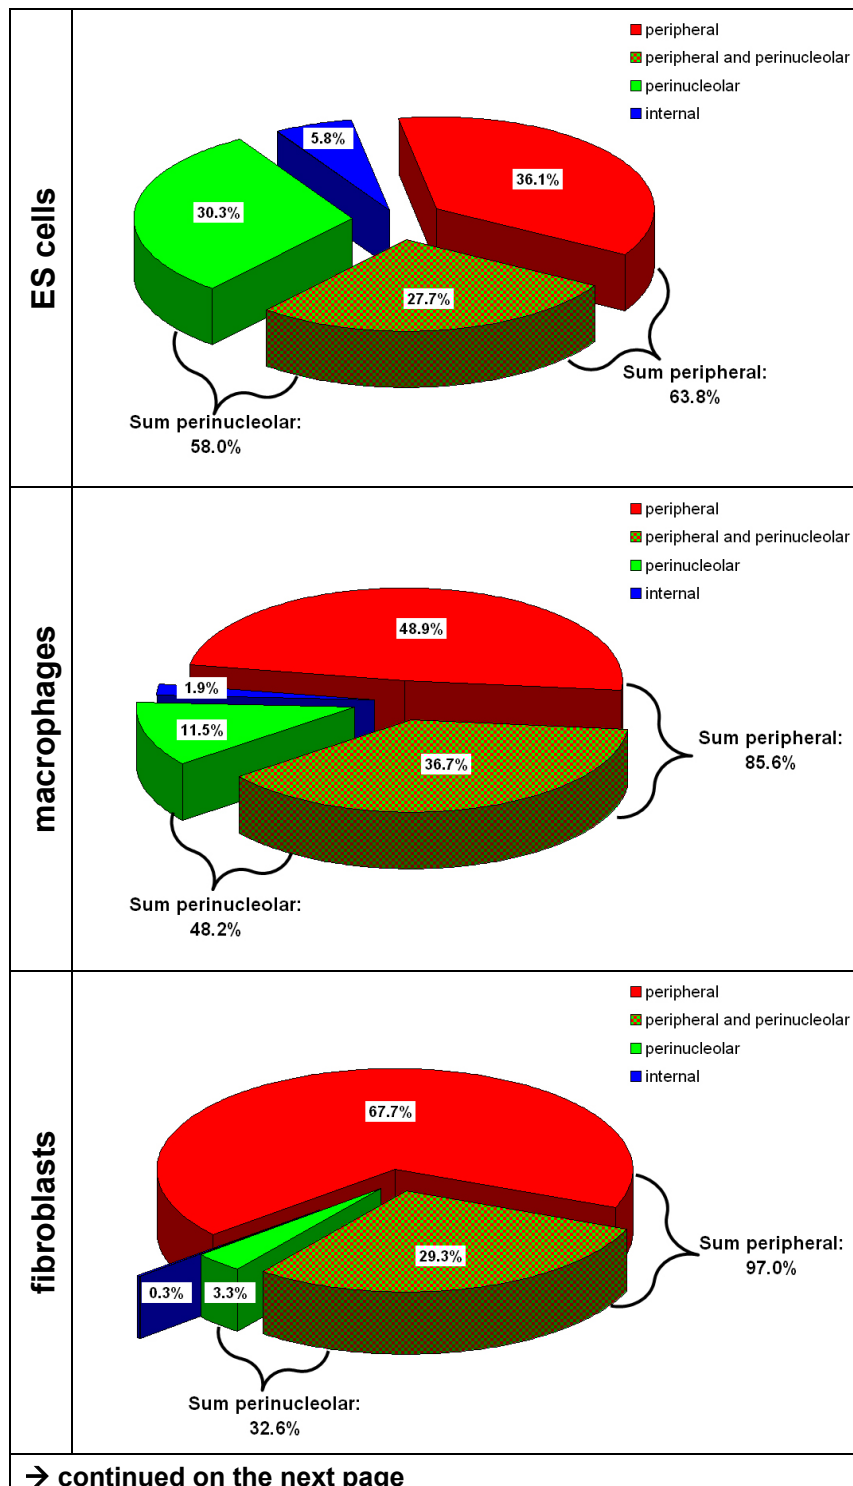 ES cells
peripheral
peripheral and perinucleolar
perinucleolar
internal
5.8%
36.1%
30.3%
27.7%
Sum peripheral:
63.8%
Sum perinucleolar:
58.0%
macrophages
peripheral
peripheral and perinucleolar
perinucleolar
internal
48.9%
1.9%
11.5%
36.7%
Sum peripheral:
85.6%
Sum perinucleolar:
48.2%
fibroblasts
peripheral
peripheral and perinucleolar
perinucleolar
internal
67.7%
29.3%
0.3%
3.3%
Sum peripheral:
97.0%
Sum perinucleolar:
32.6%
→ continued on the next page